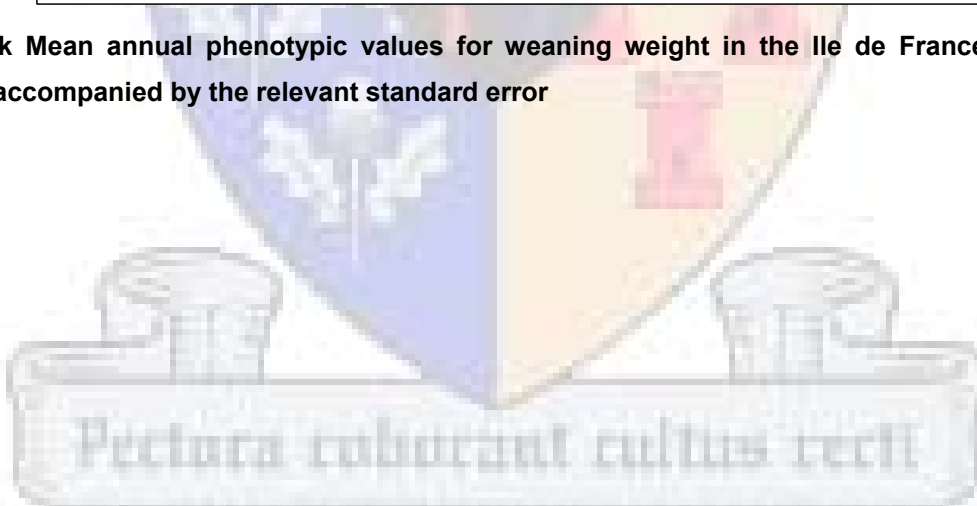 k Mean annual phenotypic values for weaning weight in the Ile de France
accompanied by the relevant standard error
Pectora roborant cultus recti